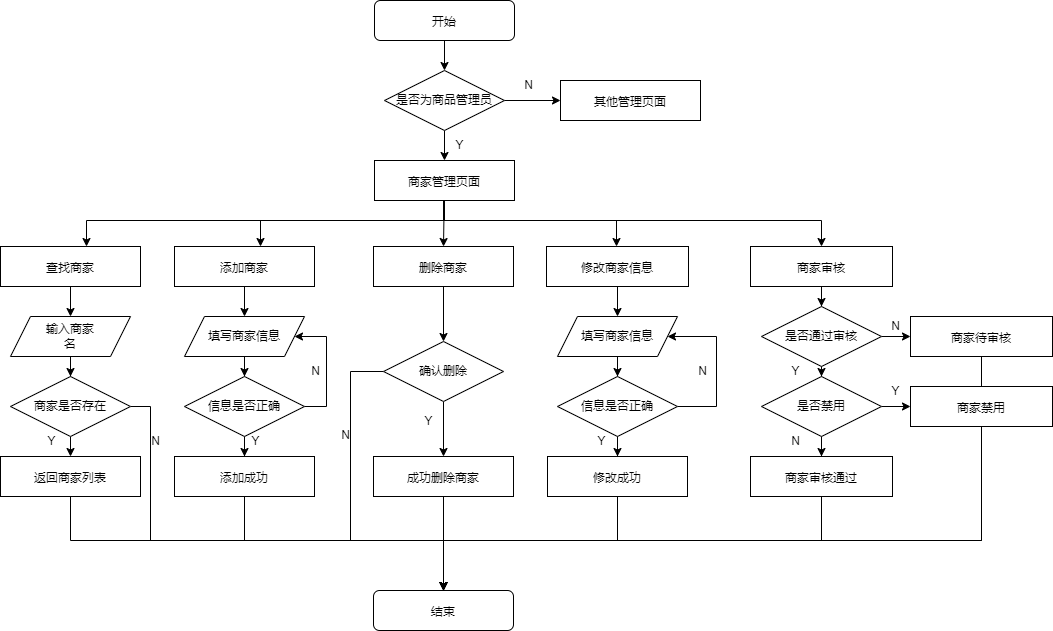 开始
是否为商品管理员
N
其他管理页面
Y
商家管理页面
查找商家
添加商家
删除商家
修改商家信息
商家审核
输入商家
名
填写商家信息
填写商家信息
是否通过审核
N
商家待审核
N
确认删除
N
Y
商家是否存在
信息是否正确
信息是否正确
是否禁用
Y
商家禁用
Y
N
Y
N
Y
Y
N
返回商家列表
添加成功
成功删除商家
修改成功
商家审核通过
结束